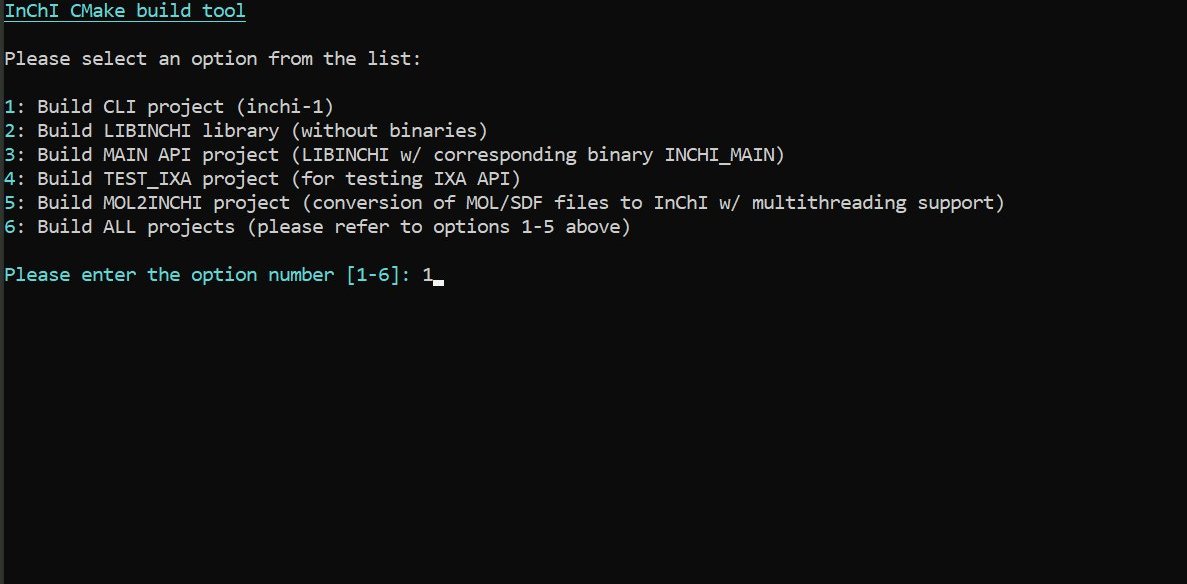 InChI CMake build tool
Please select an option from the list:
1: Build CLI project (inchi-1)
2: Build LIBINCHI library (without binaries)
3: Build MAIN API project (LIBINCHI w/ corresponding binary INCHI_MAIN)
4: Build TEST_IXA project (for testing IXA API)
5: Build MOL2INCHI project (conversion of MOL/SDF files to InChI w/ multithreading support)
6: Build ALL projects (please refer to options 1-5 above)
Please enter the option number [1-6]: 1